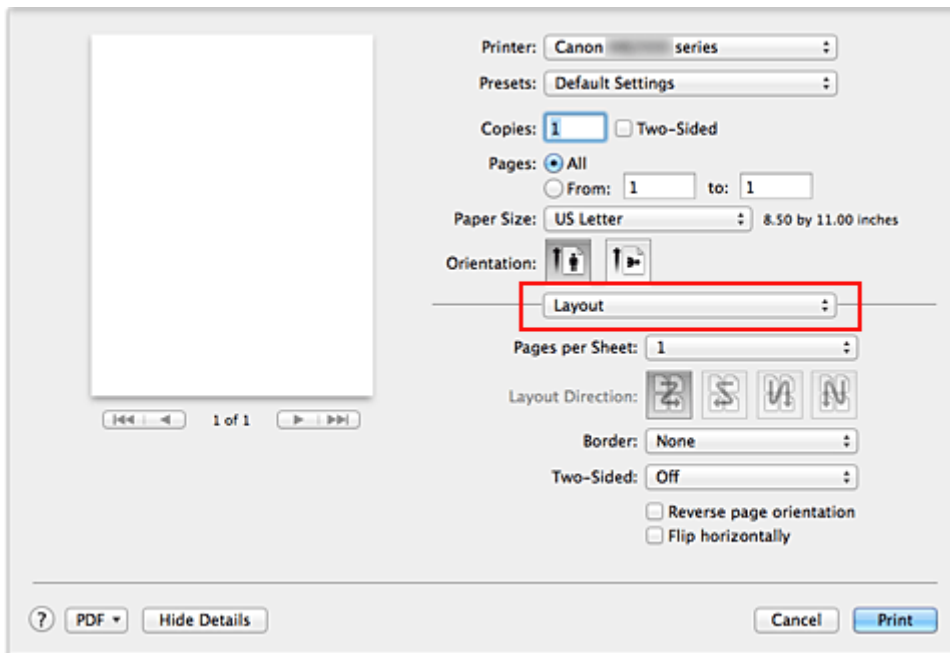 Printer: Canon series
Presets: Default Settings
Copies: 1 Two-Sided
Pages: All
From: 1 to: 1
Paper Size: US Letter 8.50 by 11.00 inches
Orientation:
Layout
Pages per Sheet: 1
Layout Direction:
1 of 1
Border: None
Two-Sided: Off
Reverse page orientation
Flip horizontally
? PDF Hide Details Cancel Print